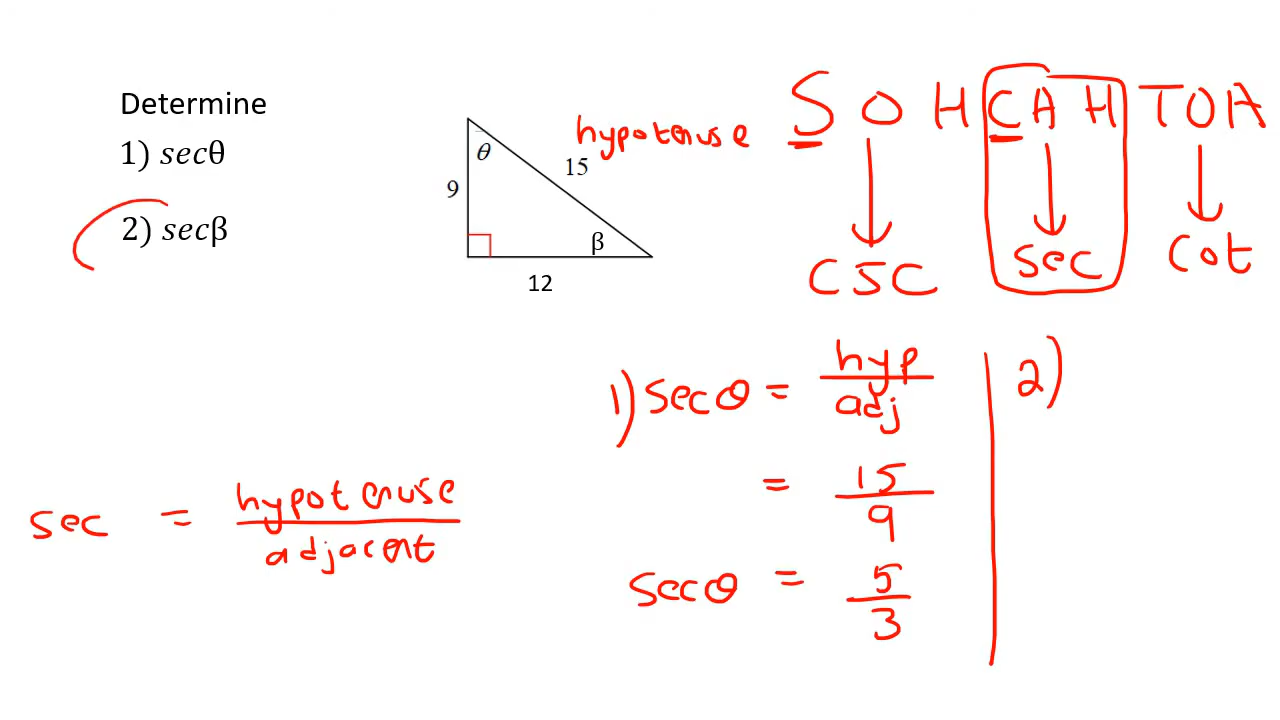 Determine
1) secθ
2) secβ
θ
15
9
β
12
hypotenuse
S O H C A H T O A
csc
sec
cot
sec = hypotenuse / adjacent
1) secθ = hyp / adj
= 15 / 9
secθ = 5 / 3
2)